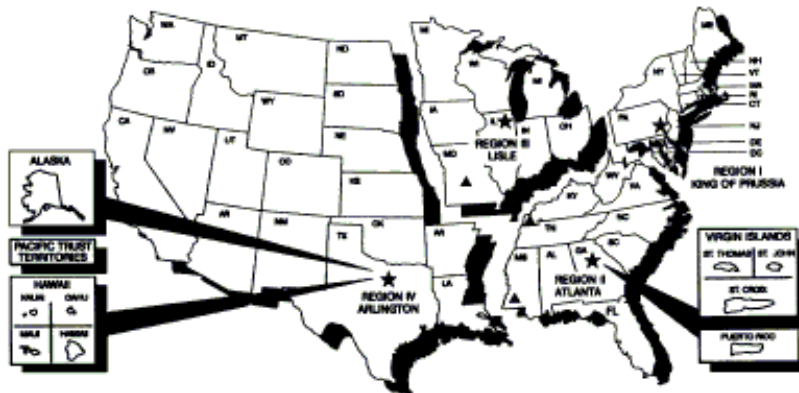 WA
MT
ND
MN
ME
OR
ID
WI
NY
NH
VT
SD
MI
MA
RI
CT
WY
IA
PA
CA
NV
NE
IL
IN
OH
NJ
UT
REGION III
LISLE
DE
DC
CO
MO
WV
VA
REGION I
KING OF PRUSSIA
KS
KY
ALASKA
NC
TN
NM
OK
SC
PACIFIC TRUST
TERRITORIES
TX
MS
AL
GA
VIRGIN ISLANDS
ST. THOMAS
ST. JOHN
HAWAII
LA
REGION II
ATLANTA
KAUAI
OAHU
REGION IV
ARLINGTON
ST. CROIX
FL
MAUI
HAWAII
PUERTO RICO